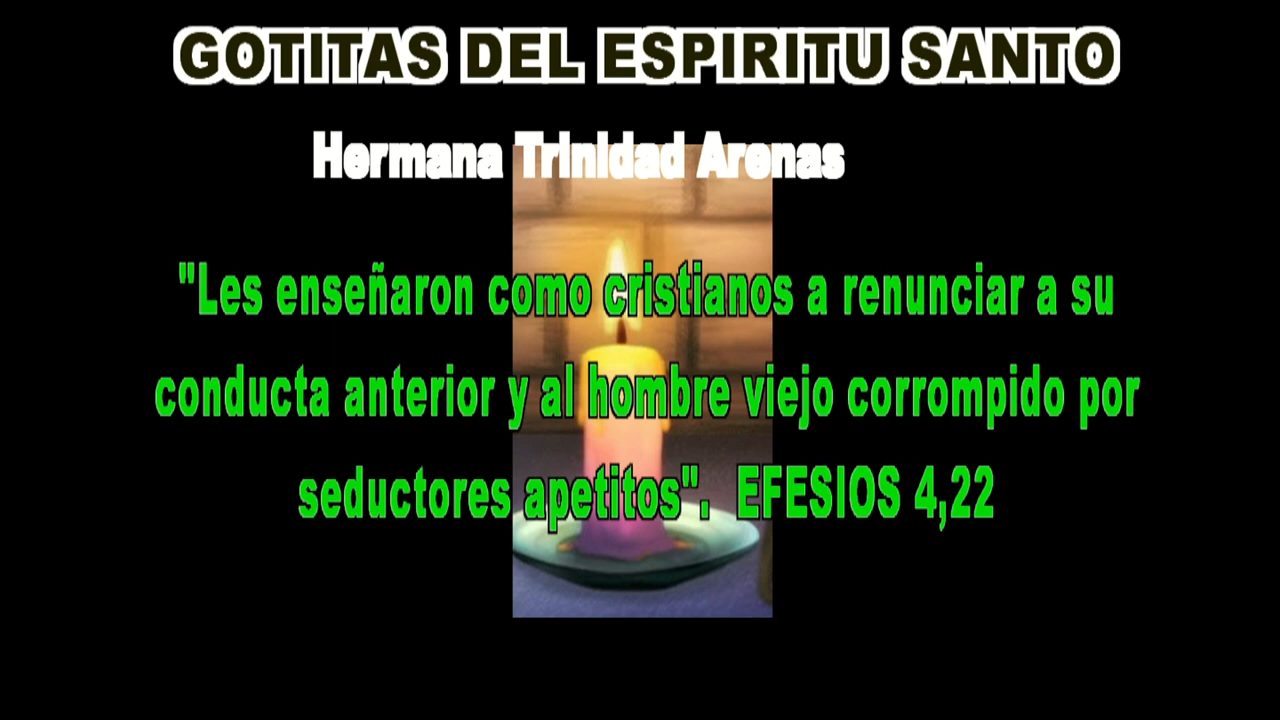 GOTITAS DEL ESPIRITU SANTO
Hermana Trinidad Arenas
"Les enseñaron como cristianos a renunciar a su
conducta anterior y al hombre viejo corrompido por
seductores apetitos".  EFESIOS 4,22